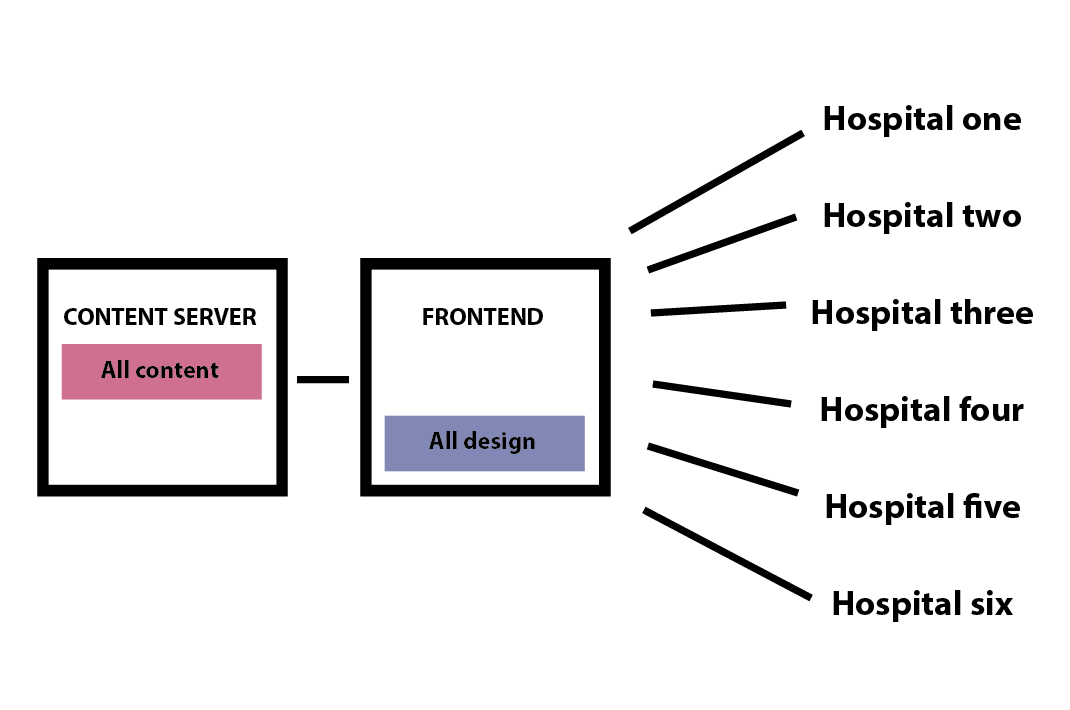 CONTENT SERVER
All content
FRONTEND
All design
Hospital one
Hospital two
Hospital three
Hospital four
Hospital five
Hospital six